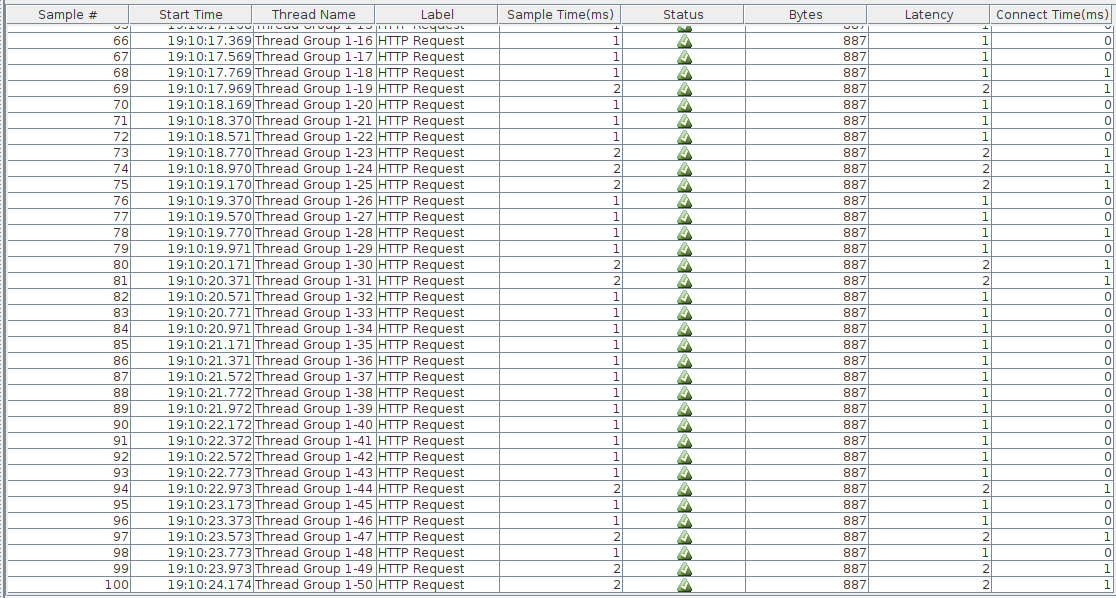 Sample # Start Time Thread Name Label Sample Time(ms) Status Bytes Latency Connect Time(ms)
66 19:10:17.369 Thread Group 1-16 HTTP Request 1 887 1 0
67 19:10:17.569 Thread Group 1-17 HTTP Request 1 887 1 0
68 19:10:17.769 Thread Group 1-18 HTTP Request 1 887 1 1
69 19:10:17.969 Thread Group 1-19 HTTP Request 2 887 2 1
70 19:10:18.169 Thread Group 1-20 HTTP Request 1 887 1 0
71 19:10:18.370 Thread Group 1-21 HTTP Request 1 887 1 0
72 19:10:18.571 Thread Group 1-22 HTTP Request 1 887 1 0
73 19:10:18.770 Thread Group 1-23 HTTP Request 2 887 2 1
74 19:10:18.970 Thread Group 1-24 HTTP Request 2 887 2 1
75 19:10:19.170 Thread Group 1-25 HTTP Request 2 887 2 1
76 19:10:19.370 Thread Group 1-26 HTTP Request 1 887 1 0
77 19:10:19.570 Thread Group 1-27 HTTP Request 1 887 1 0
78 19:10:19.770 Thread Group 1-28 HTTP Request 1 887 1 1
79 19:10:19.971 Thread Group 1-29 HTTP Request 1 887 1 0
80 19:10:20.171 Thread Group 1-30 HTTP Request 2 887 2 1
81 19:10:20.371 Thread Group 1-31 HTTP Request 2 887 2 1
82 19:10:20.571 Thread Group 1-32 HTTP Request 1 887 1 0
83 19:10:20.771 Thread Group 1-33 HTTP Request 1 887 1 0
84 19:10:20.971 Thread Group 1-34 HTTP Request 1 887 1 0
85 19:10:21.171 Thread Group 1-35 HTTP Request 1 887 1 0
86 19:10:21.371 Thread Group 1-36 HTTP Request 1 887 1 0
87 19:10:21.572 Thread Group 1-37 HTTP Request 1 887 1 0
88 19:10:21.772 Thread Group 1-38 HTTP Request 1 887 1 0
89 19:10:21.972 Thread Group 1-39 HTTP Request 1 887 1 0
90 19:10:22.172 Thread Group 1-40 HTTP Request 1 887 1 0
91 19:10:22.372 Thread Group 1-41 HTTP Request 1 887 1 0
92 19:10:22.572 Thread Group 1-42 HTTP Request 1 887 1 0
93 19:10:22.773 Thread Group 1-43 HTTP Request 1 887 1 0
94 19:10:22.973 Thread Group 1-44 HTTP Request 2 887 2 1
95 19:10:23.173 Thread Group 1-45 HTTP Request 1 887 1 0
96 19:10:23.373 Thread Group 1-46 HTTP Request 1 887 1 0
97 19:10:23.573 Thread Group 1-47 HTTP Request 2 887 2 1
98 19:10:23.773 Thread Group 1-48 HTTP Request 1 887 1 0
99 19:10:23.973 Thread Group 1-49 HTTP Request 2 887 2 1
100 19:10:24.174 Thread Group 1-50 HTTP Request 2 887 2 1